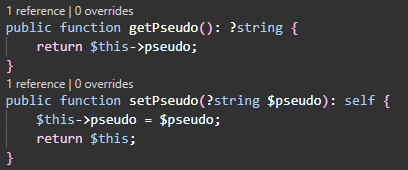 1 reference | 0 overrides
public function getPseudo(): ?string {
    return $this->pseudo;
}
1 reference | 0 overrides
public function setPseudo(?string $pseudo): self {
    $this->pseudo = $pseudo;
    return $this;
}